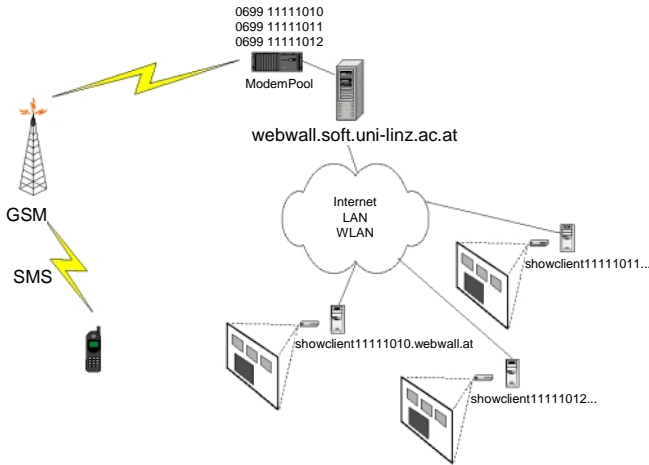 0699 11111010
0699 11111011
0699 11111012
ModemPool
webwall.soft.uni-linz.ac.at
GSM
Internet
LAN
WLAN
SMS
showclient11111011...
showclient11111010.webwall.at
showclient11111012...